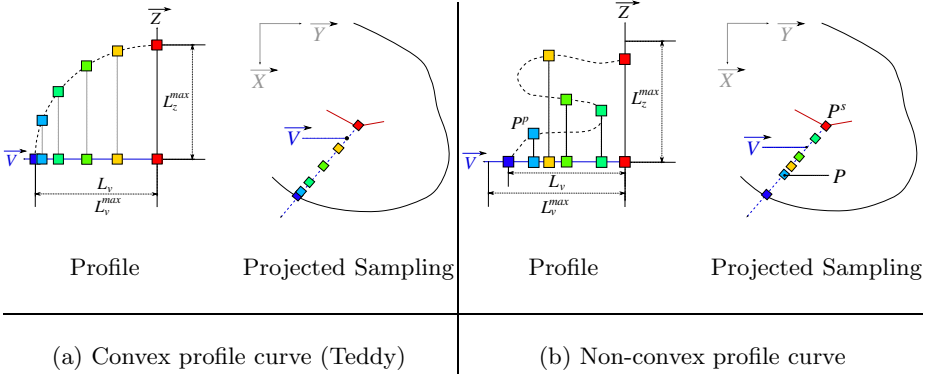 Z
Y
X
L_z^max
V
V
L_v
L_v^max
Profile
Projected Sampling
(a) Convex profile curve (Teddy)
Z
Y
X
L_z^max
P^p
P^s
V
V
P
L_v
L_v^max
Profile
Projected Sampling
(b) Non-convex profile curve